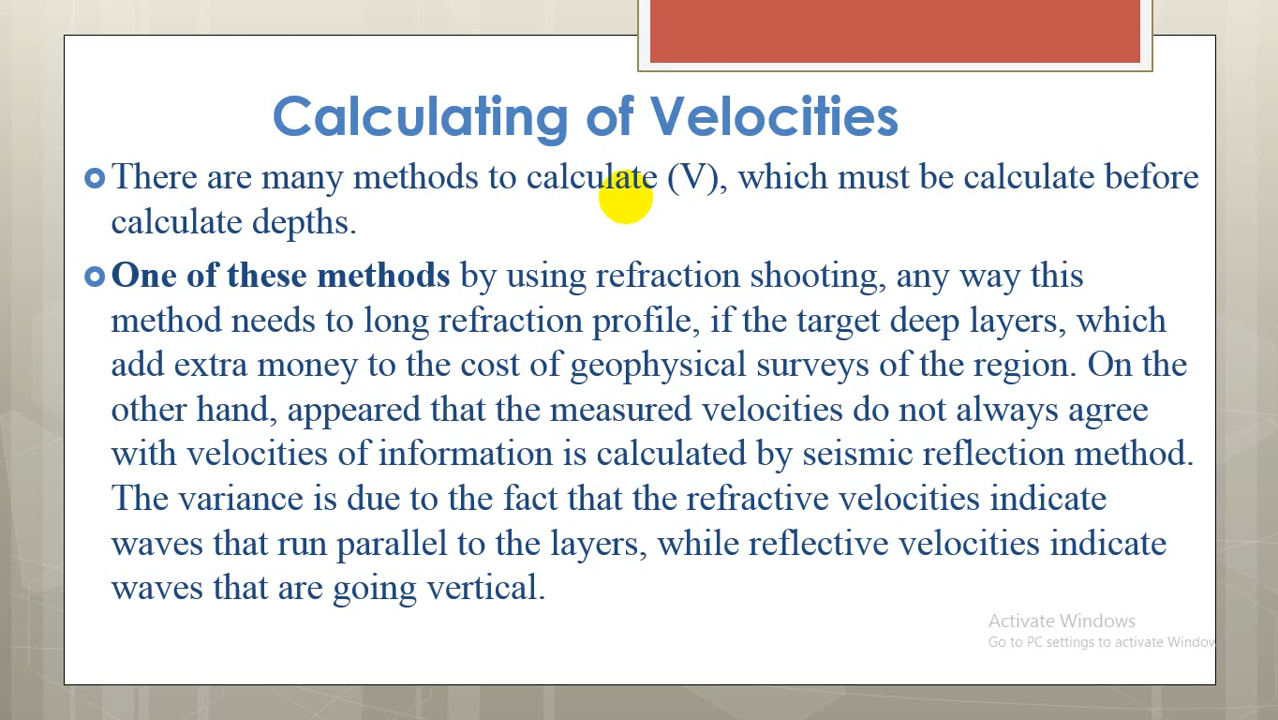 Calculating of Velocities
There are many methods to calculate (V), which must be calculate before
calculate depths.
One of these methods by using refraction shooting, any way this
method needs to long refraction profile, if the target deep layers, which
add extra money to the cost of geophysical surveys of the region. On the
other hand, appeared that the measured velocities do not always agree
with velocities of information is calculated by seismic reflection method.
The variance is due to the fact that the refractive velocities indicate
waves that run parallel to the layers, while reflective velocities indicate
waves that are going vertical.
Activate Windows
Go to PC settings to activate Window